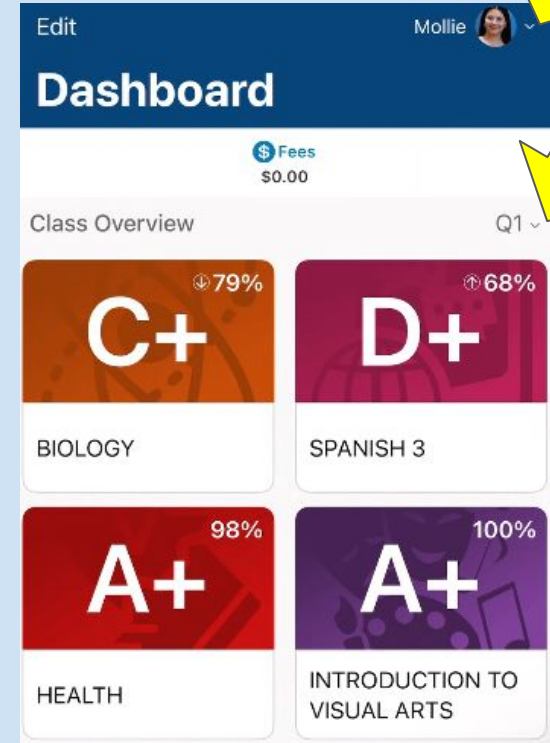 Edit
Mollie
Dashboard
$ Fees
$0.00
Class Overview
Q1
79%
C+
BIOLOGY
68%
D+
SPANISH 3
98%
A+
HEALTH
100%
A+
INTRODUCTION TO
VISUAL ARTS